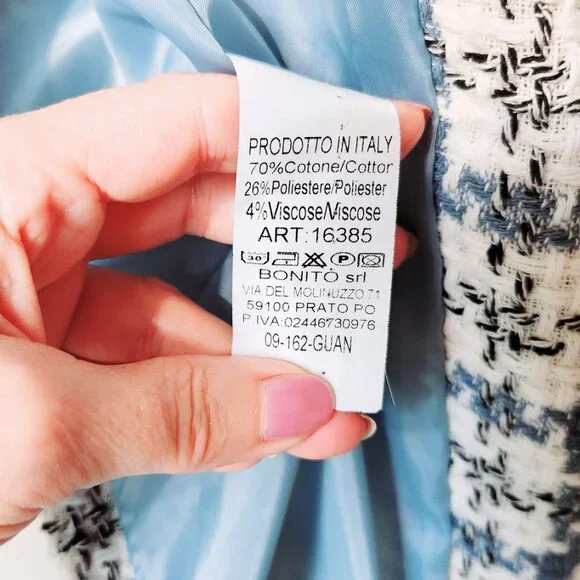 PRODOTTO IN ITALY
70%Cotone/Cotton
26%Poliestere/Poliester
4%Viscose/Viscose
ART:16385
30 P
BONITO srl
VIA DEL MOLINUZZO 71
59100 PRATO PO
P.IVA:02446730976
09-162-GUAN